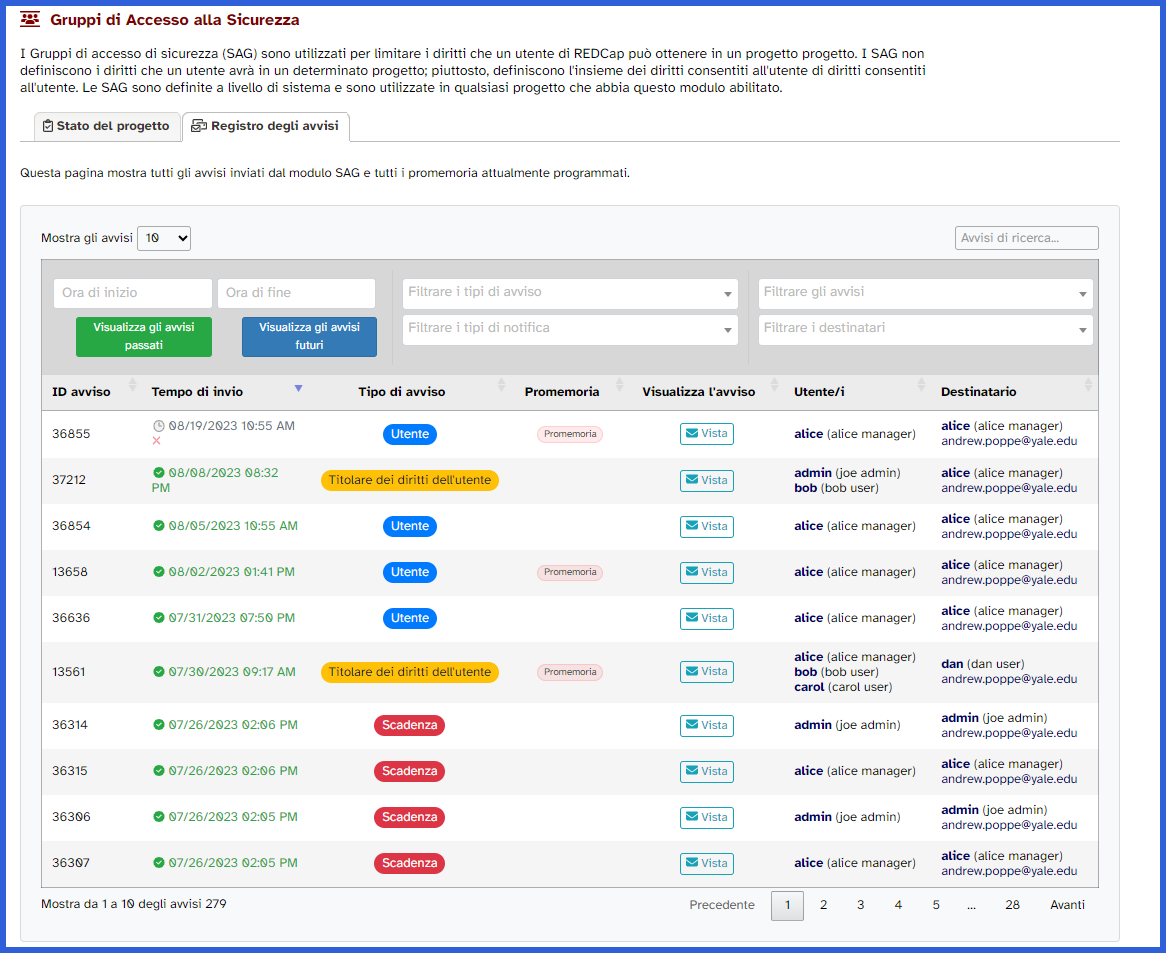 Gruppi di Accesso alla Sicurezza
I Gruppi di accesso di sicurezza (SAG) sono utilizzati per limitare i diritti che un utente di REDCap può ottenere in un progetto progetto. I SAG non
definiscono i diritti che un utente avrà in un determinato progetto; piuttosto, definiscono l'insieme dei diritti consentiti all'utente di diritti consentiti
all'utente. Le SAG sono definite a livello di sistema e sono utilizzate in qualsiasi progetto che abbia questo modulo abilitato.
Stato del progetto Registro degli avvisi
Questa pagina mostra tutti gli avvisi inviati dal modulo SAG e tutti i promemoria attualmente programmati.
Mostra gli avvisi 10 Avvisi di ricerca...
Ora di inizio Ora di fine Filtrare i tipi di avviso Filtrare gli avvisi
Visualizza gli avvisi passati Visualizza gli avvisi futuri Filtrare i tipi di notifica Filtrare i destinatari
ID avviso Tempo di invio Tipo di avviso Promemoria Visualizza l'avviso Utente/i Destinatario
36855 08/19/2023 10:55 AM Utente Promemoria Vista alice (alice manager) alice (alice manager)
andrew.poppe@yale.edu
37212 08/08/2023 08:32 PM Titolare dei diritti dell'utente Vista admin (joe admin) alice (alice manager)
bob (bob user) andrew.poppe@yale.edu
36854 08/05/2023 10:55 AM Utente Vista alice (alice manager) alice (alice manager)
andrew.poppe@yale.edu
13658 08/02/2023 01:41 PM Utente Promemoria Vista alice (alice manager) alice (alice manager)
andrew.poppe@yale.edu
36636 07/31/2023 07:50 PM Utente Vista alice (alice manager) alice (alice manager)
andrew.poppe@yale.edu
13561 07/30/2023 09:17 AM Titolare dei diritti dell'utente Promemoria Vista alice (alice manager) dan (dan user)
bob (bob user) andrew.poppe@yale.edu
carol (carol user)
36314 07/26/2023 02:06 PM Scadenza Vista admin (joe admin) admin (joe admin)
andrew.poppe@yale.edu
36315 07/26/2023 02:06 PM Scadenza Vista alice (alice manager) alice (alice manager)
andrew.poppe@yale.edu
36306 07/26/2023 02:05 PM Scadenza Vista admin (joe admin) admin (joe admin)
andrew.poppe@yale.edu
36307 07/26/2023 02:05 PM Scadenza Vista alice (alice manager) alice (alice manager)
andrew.poppe@yale.edu
Mostra da 1 a 10 degli avvisi 279 Precedente 1 2 3 4 5 ... 28 Avanti